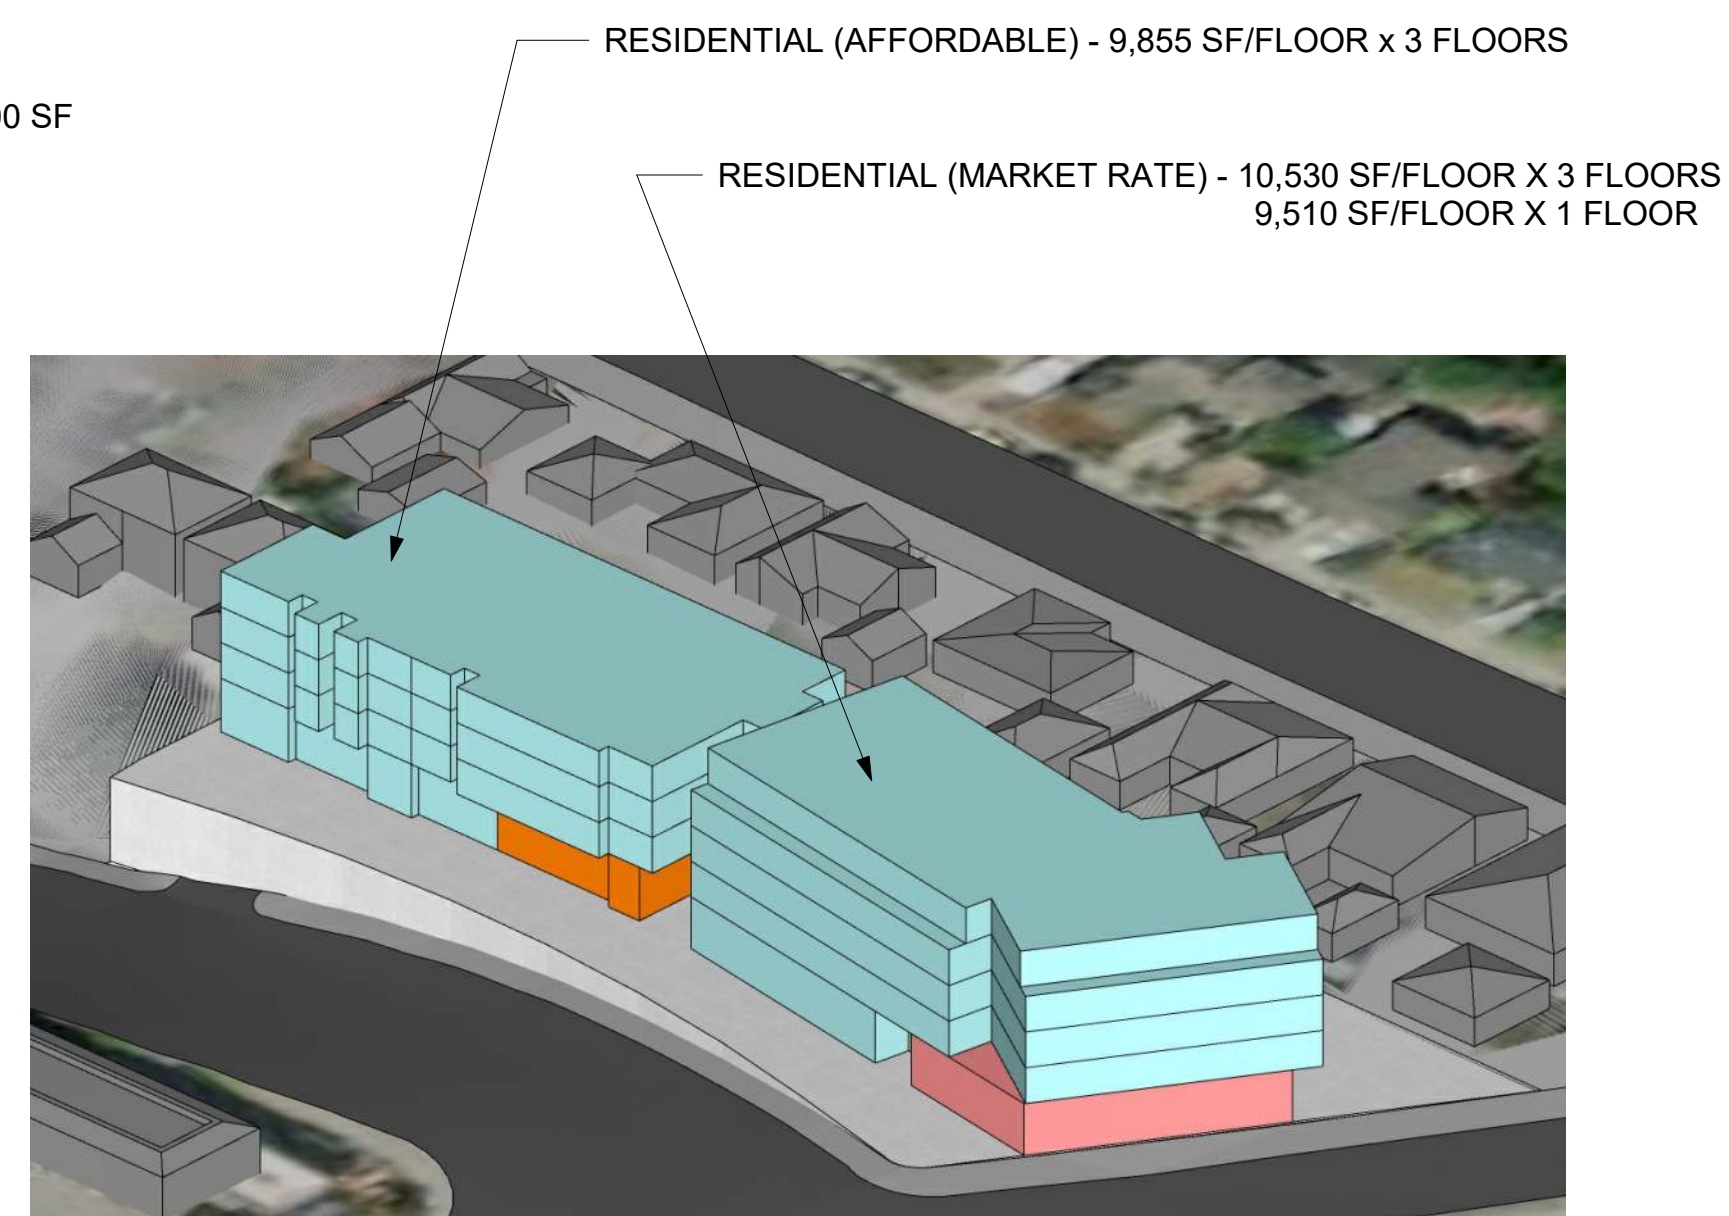 RESIDENTIAL (AFFORDABLE) - 9,855 SF/FLOOR x 3 FLOORS
SF
RESIDENTIAL (MARKET RATE) - 10,530 SF/FLOOR X 3 FLOORS
9,510 SF/FLOOR X 1 FLOOR